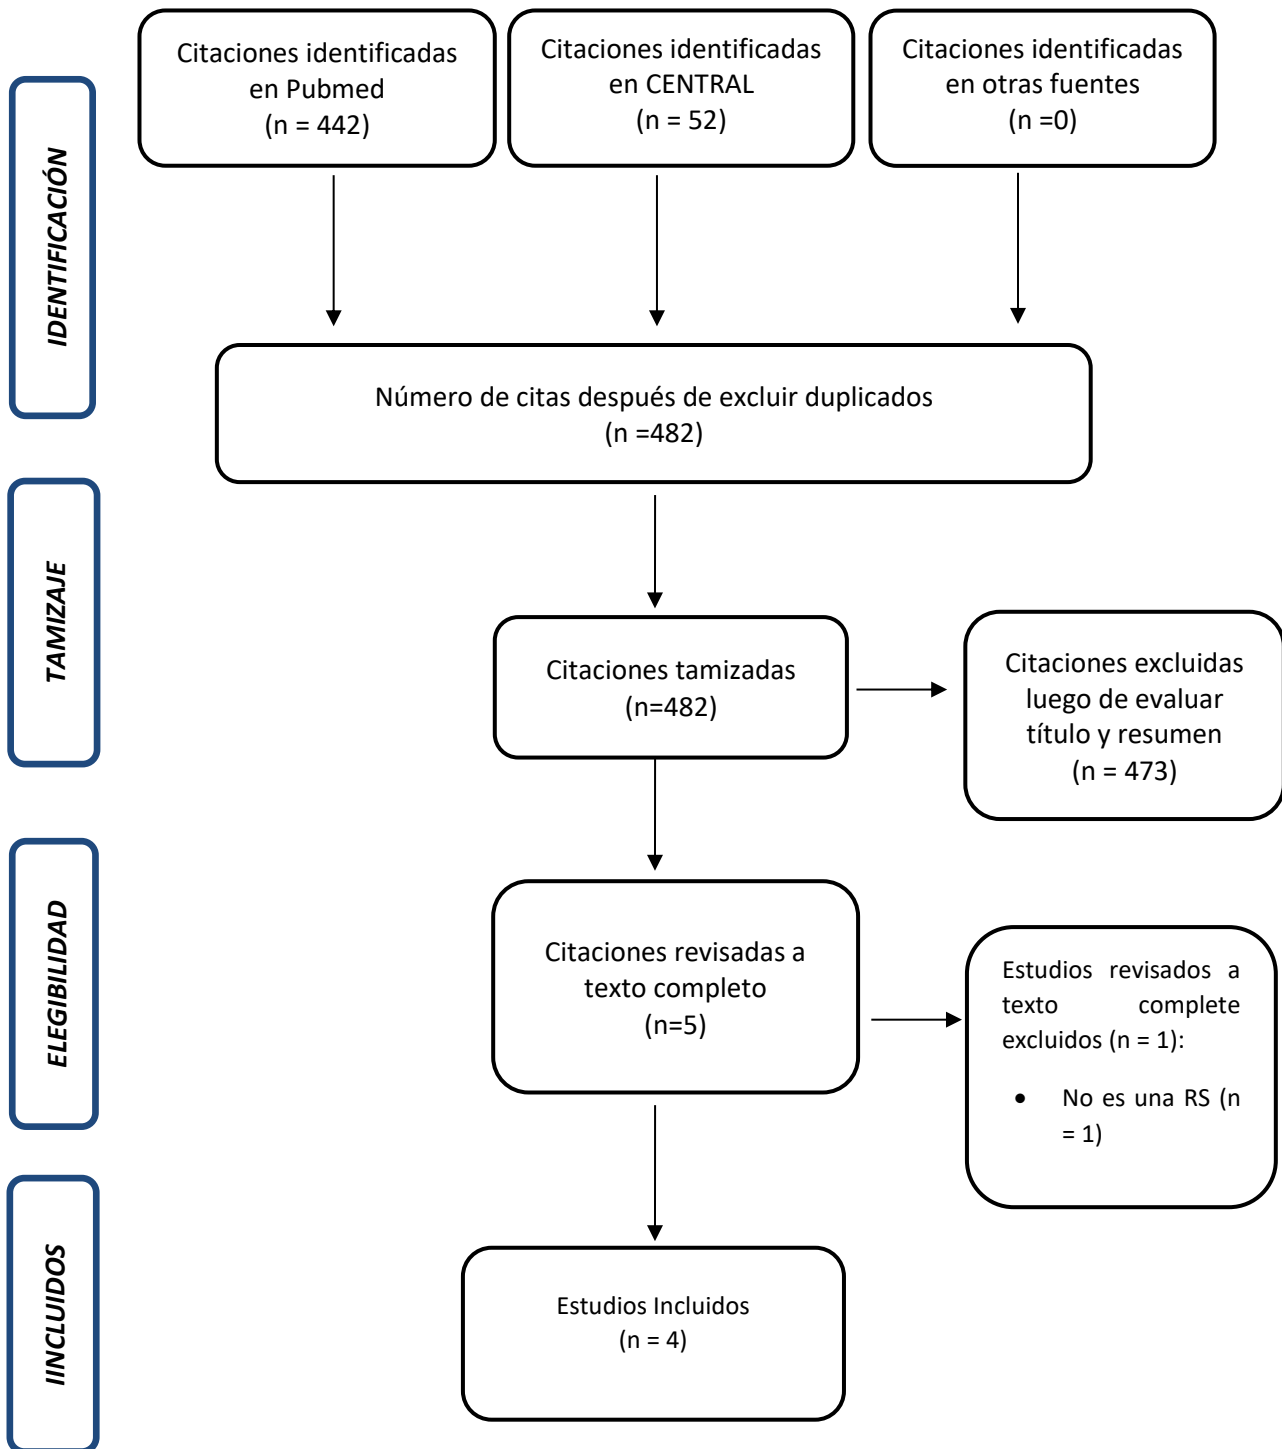 Citaciones identificadas
en Pubmed
(n = 442)
Citaciones identificadas
en CENTRAL
(n = 52)
Citaciones identificadas
en otras fuentes
(n =0)
IDENTIFICACIÓN
Número de citas después de excluir duplicados
(n =482)
TAMIZAJE
Citaciones tamizadas
(n=482)
Citaciones excluidas
luego de evaluar
título y resumen
(n = 473)
ELEGIBILIDAD
Citaciones revisadas a
texto completo
(n=5)
Estudios revisados a
texto complete
excluidos (n = 1):
• No es una RS (n
= 1)
IINCLUIDOS
Estudios Incluidos
(n = 4)